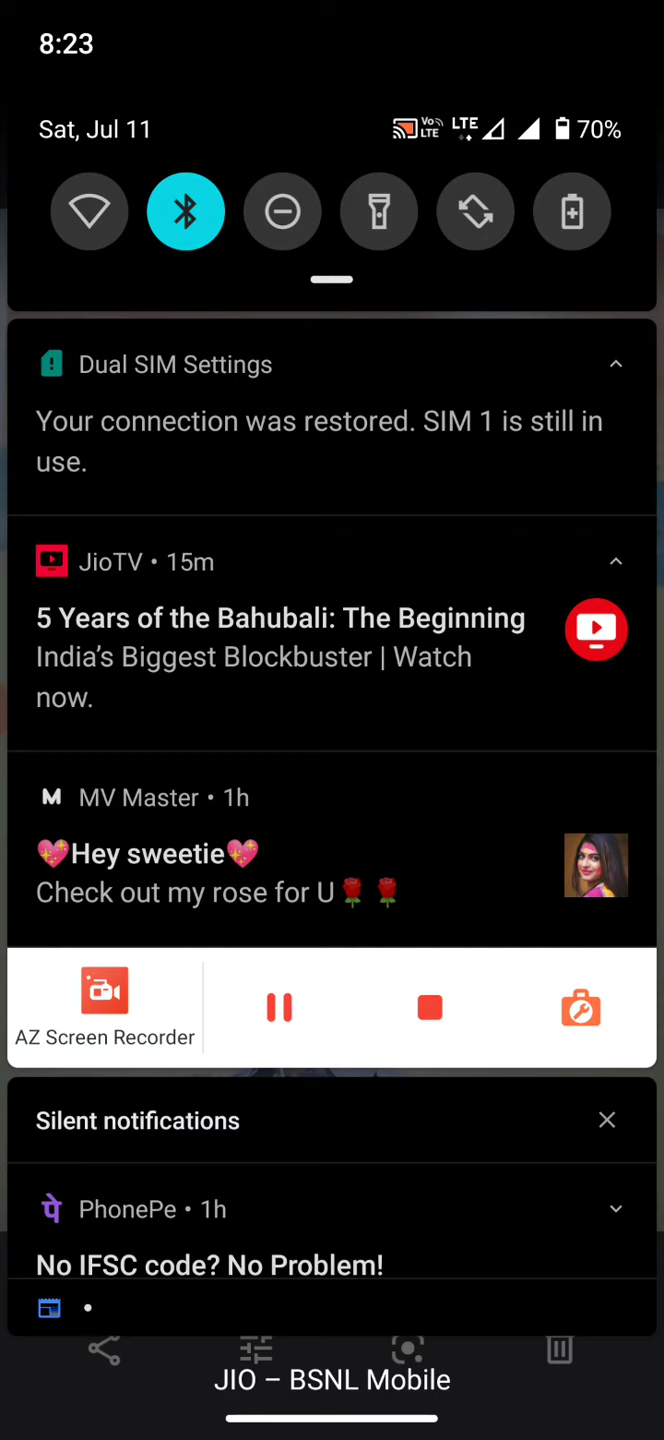 8:23
Sat, Jul 11
Vo LTE LTE 70%
Dual SIM Settings
Your connection was restored. SIM 1 is still in
use.
JioTV • 15m
5 Years of the Bahubali: The Beginning
India’s Biggest Blockbuster | Watch
now.
M MV Master • 1h
💖Hey sweetie💖
Check out my rose for U🌹 🌹
AZ Screen Recorder
Silent notifications
पे PhonePe • 1h
No IFSC code? No Problem!
JIO – BSNL Mobile